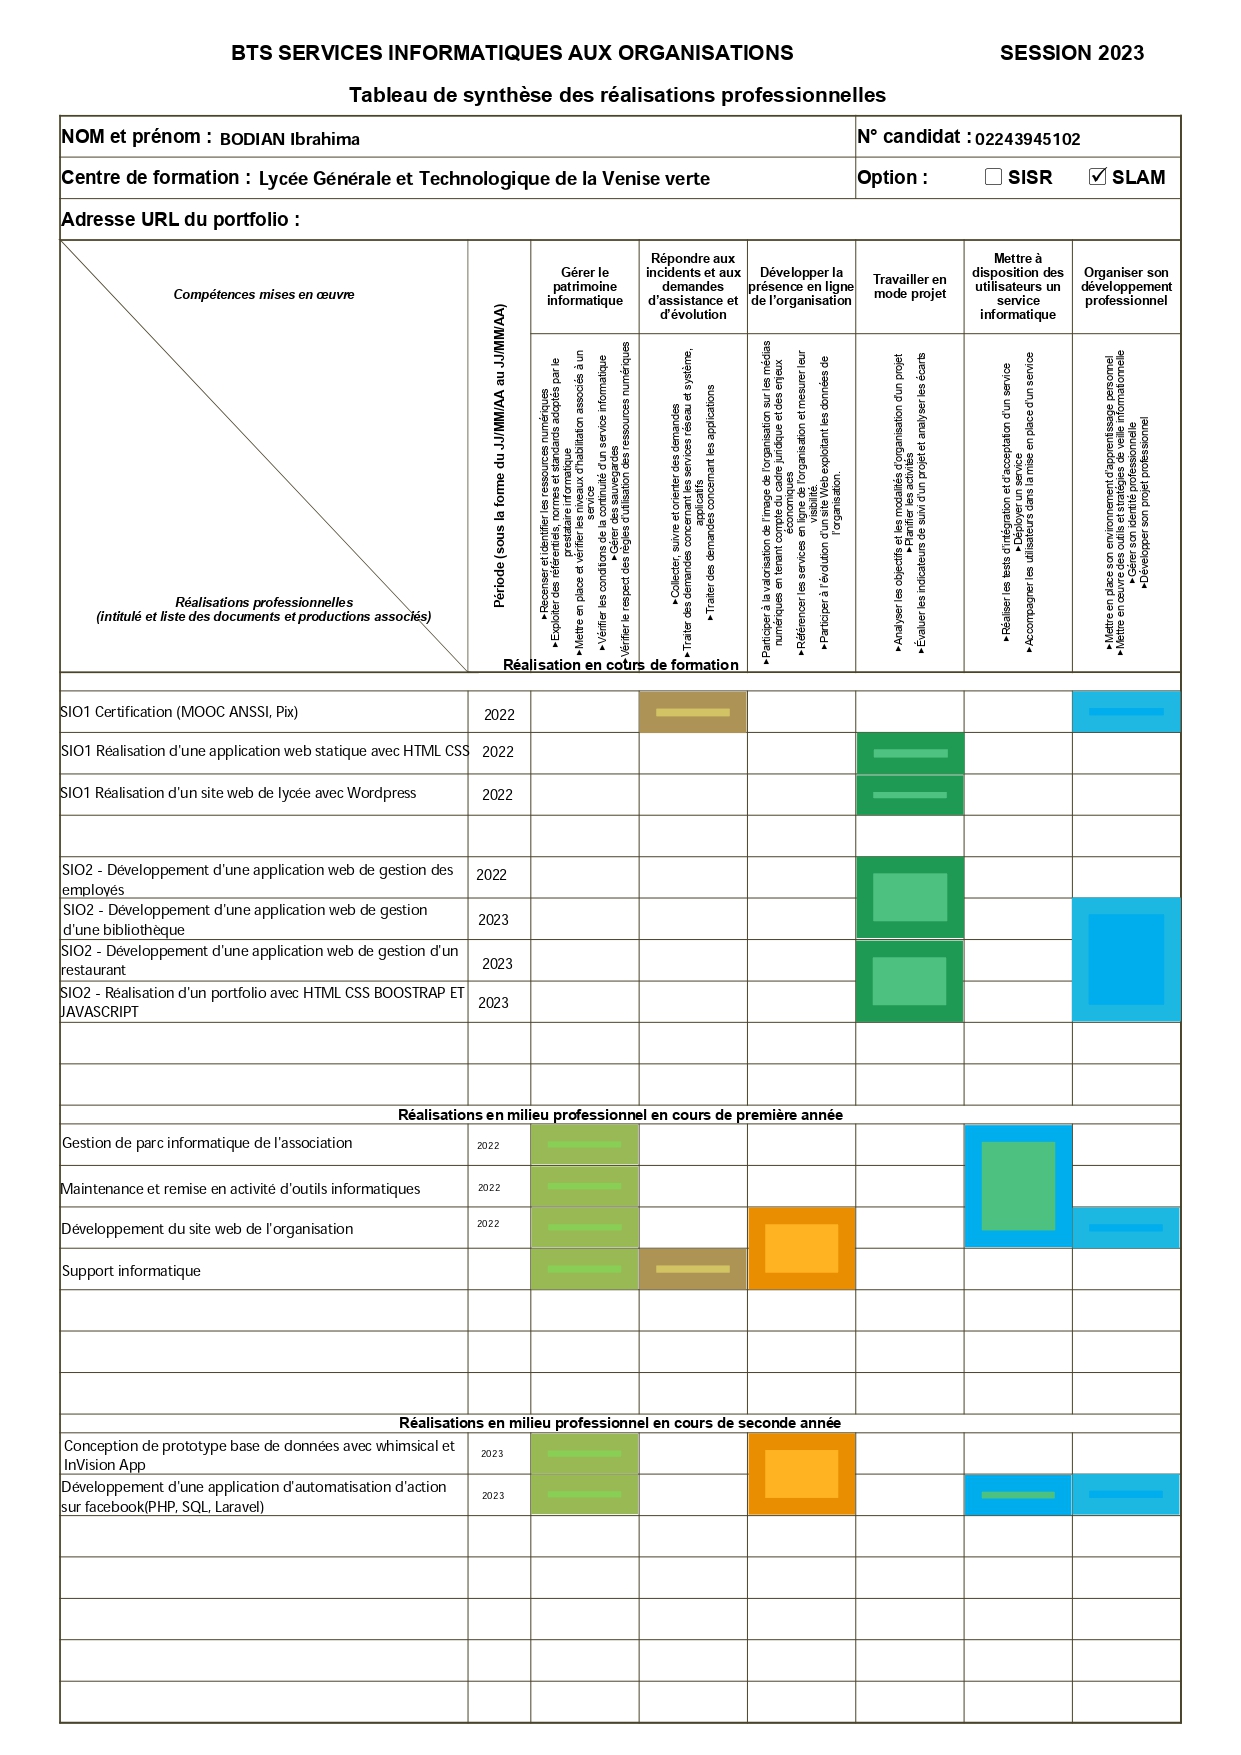 BTS SERVICES INFORMATIQUES AUX ORGANISATIONS SESSION 2023
Tableau de synthèse des réalisations professionnelles
NOM et prénom : BODIAN Ibrahima N° candidat : 02243945102
Centre de formation : Lycée Générale et Technologique de la Venise verte Option : SISR SLAM
Adresse URL du portfolio :
Compétences mises en œuvre
Réalisations professionnelles
(intitulé et liste des documents et productions associés)
Période (sous la forme du JJ/MM/AA au JJ/MM/AA)
Gérer le
patrimoine
informatique
Répondre aux
incidents et aux
demandes
d'assistance et
d'évolution
Développer la
présence en ligne
de l'organisation
Travailler en
mode projet
Mettre à
disposition des
utilisateurs un
service
informatique
Organiser son
développement
professionnel
▸Recenser et identifier les ressources numériques
▸Exploiter des référentiels, normes et standards adoptés par le
prestataire informatique
▸Mettre en place et vérifier les niveaux d'habilitation associés à un
service
▸Vérifier les conditions de la continuité d'un service informatique
▸Gérer des sauvegardes
Vérifier le respect des règles d'utilisation des ressources numériques
▸Collecter, suivre et orienter des demandes
▸Traiter des demandes concernant les services réseau et système,
applicatifs
▸Traiter des demandes concernant les applications
▸Participer à la valorisation de l'image de l'organisation sur les médias
numériques en tenant compte du cadre juridique et des enjeux
économiques
▸Référencer les services en ligne de l'organisation et mesurer leur
visibilité.
▸Participer à l'évolution d'un site Web exploitant les données de
l'organisation.
▸Analyser les objectifs et les modalités d'organisation d'un projet
▸Planifier les activités
▸Évaluer les indicateurs de suivi d'un projet et analyser les écarts
▸Réaliser les tests d'intégration et d'acceptation d'un service
▸Déployer un service
▸Accompagner les utilisateurs dans la mise en place d'un service
▸Mettre en place son environnement d'apprentissage personnel
▸Mettre en œuvre des outils et stratégies de veille informationnelle
▸Gérer son identité professionnelle
▸Développer son projet professionnel
Réalisation en cours de formation
SIO1 Certification (MOOC ANSSI, Pix) 2022
SIO1 Réalisation d'une application web statique avec HTML CSS 2022
SIO1 Réalisation d'un site web de lycée avec Wordpress 2022
SIO2 - Développement d'une application web de gestion des
employés 2022
SIO2 - Développement d'une application web de gestion
d'une bibliothèque 2023
SIO2 - Développement d'une application web de gestion d'un
restaurant 2023
SIO2 - Réalisation d'un portfolio avec HTML CSS BOOSTRAP ET
JAVASCRIPT 2023
Réalisations en milieu professionnel en cours de première année
Gestion de parc informatique de l'association 2022
Maintenance et remise en activité d'outils informatiques 2022
Développement du site web de l'organisation 2022
Support informatique
Réalisations en milieu professionnel en cours de seconde année
Conception de prototype base de données avec whimsical et
InVision App 2023
Développement d'une application d'automatisation d'action
sur facebook(PHP, SQL, Laravel) 2023